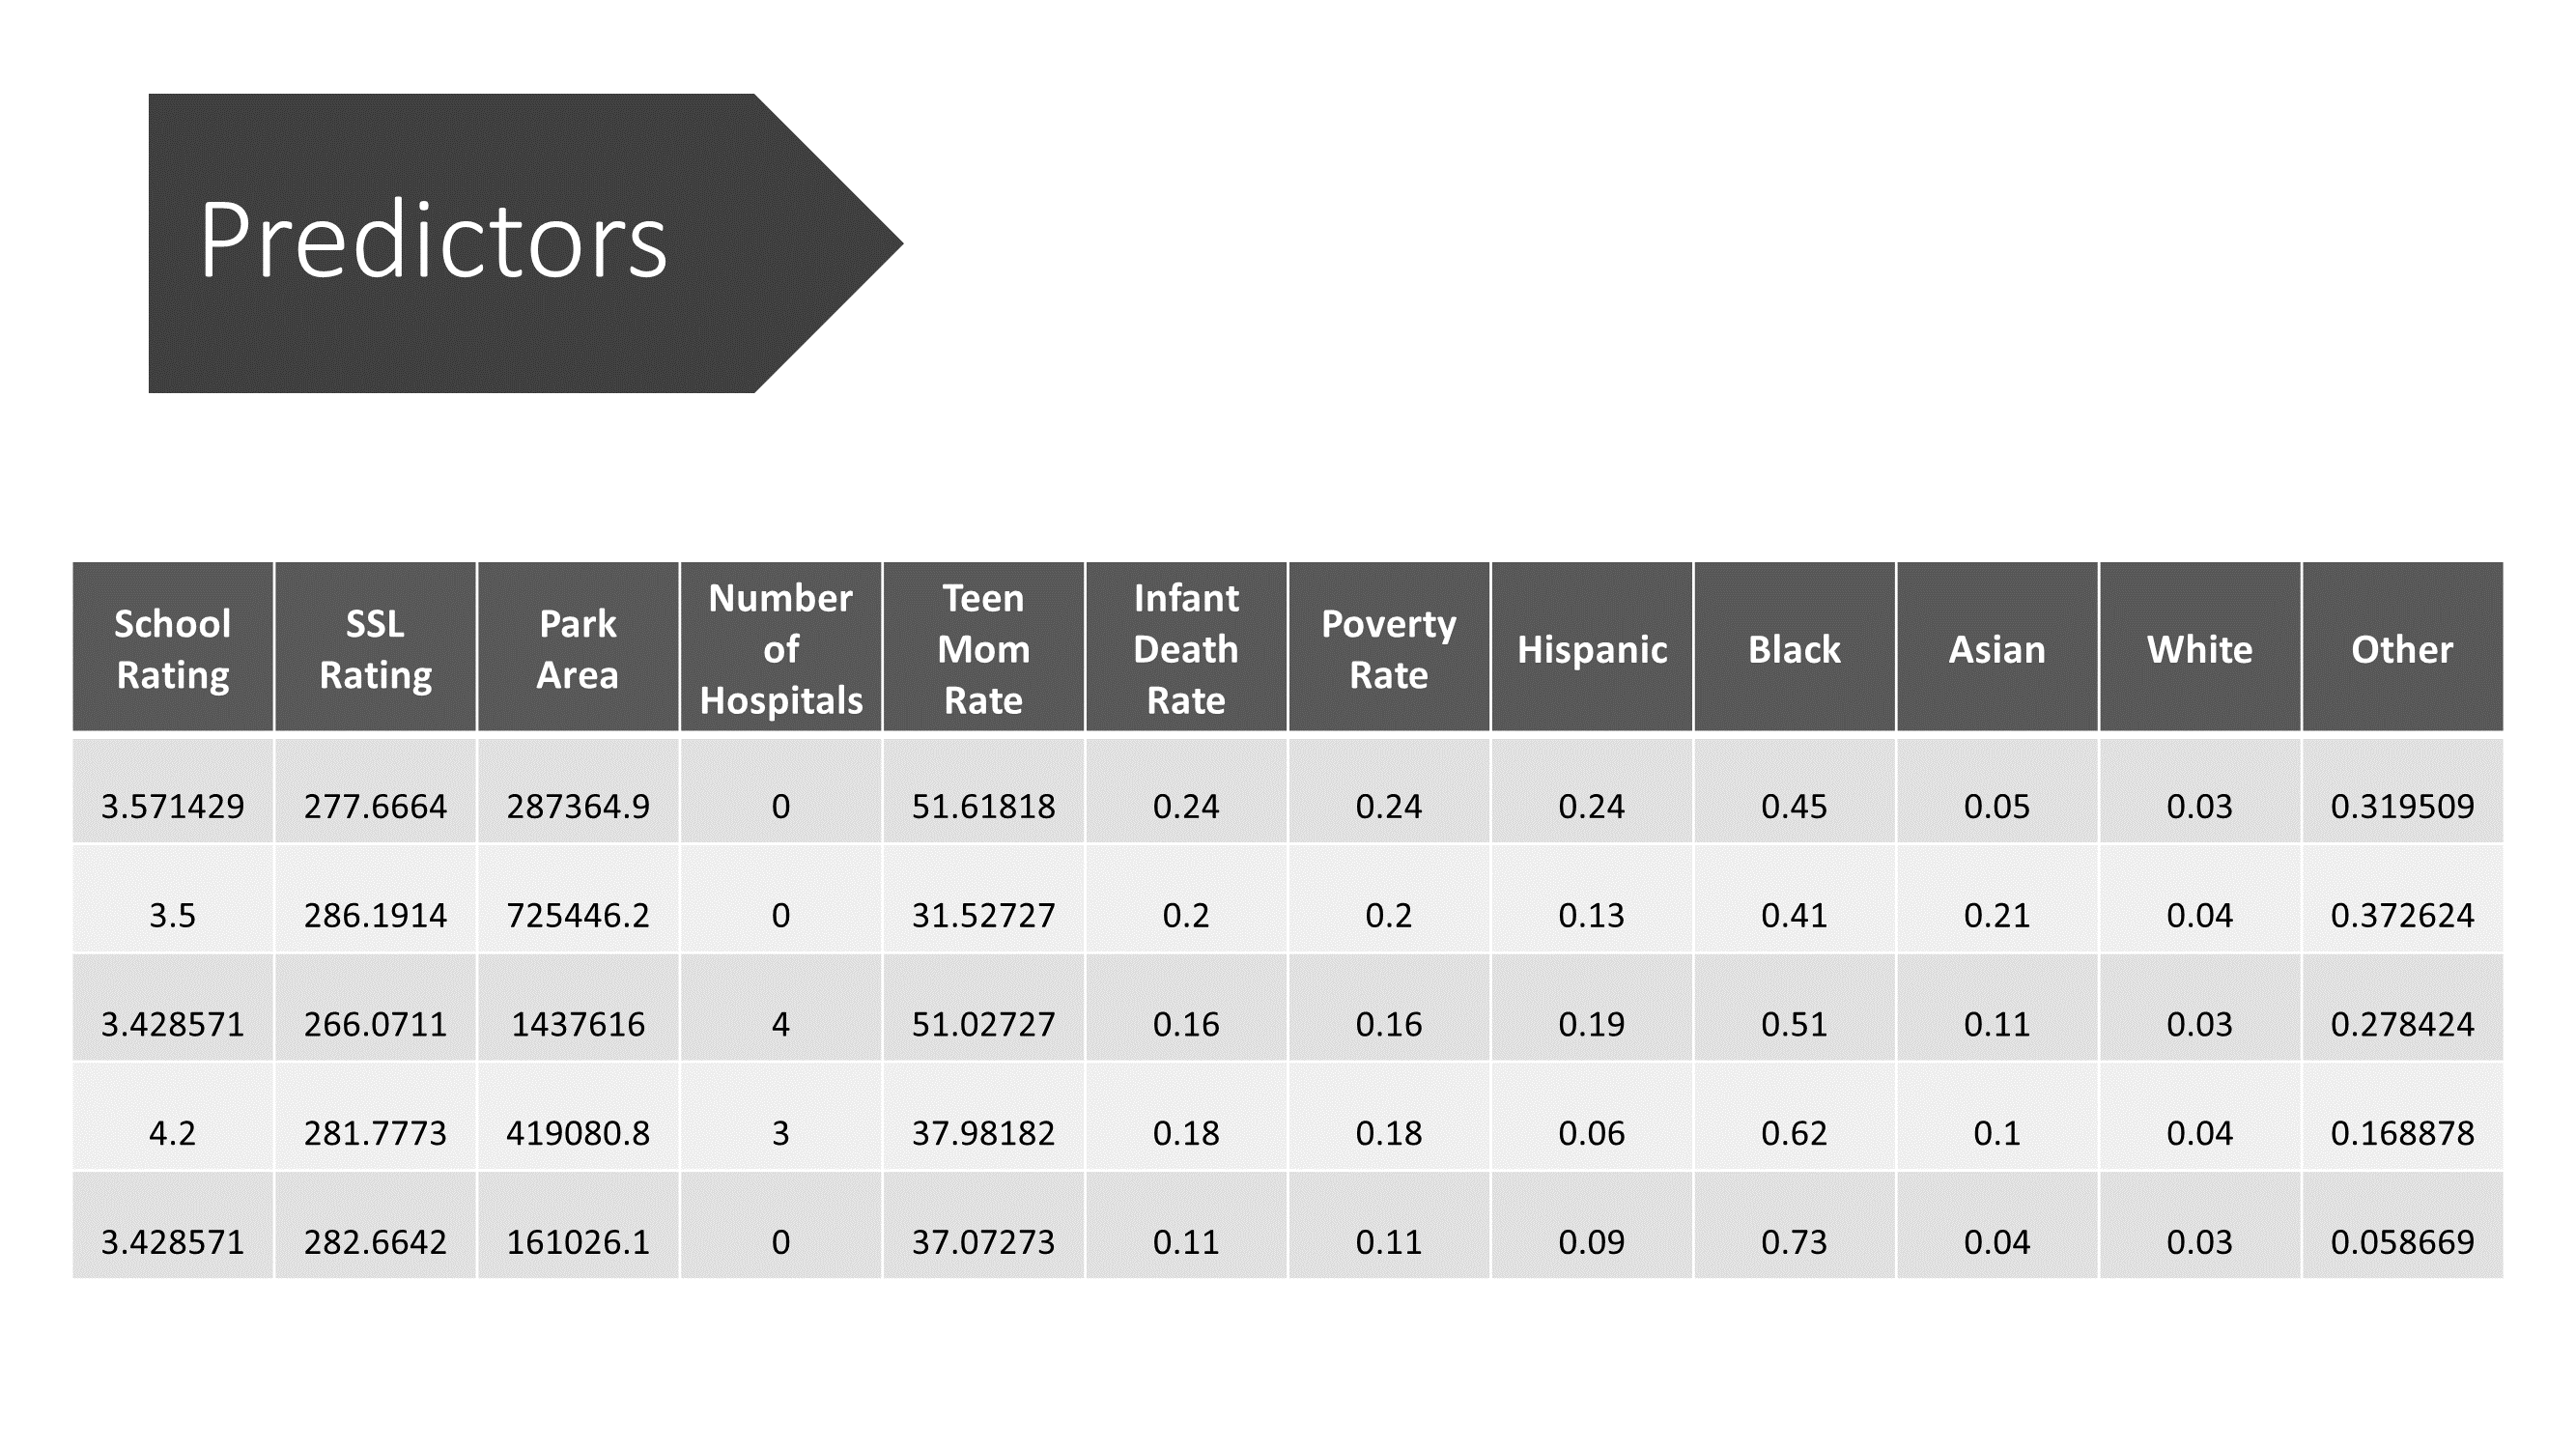 Predictors
School Rating | SSL Rating | Park Area | Number of Hospitals | Teen Mom Rate | Infant Death Rate | Poverty Rate | Hispanic | Black | Asian | White | Other
3.571429 | 277.6664 | 287364.9 | 0 | 51.61818 | 0.24 | 0.24 | 0.24 | 0.45 | 0.05 | 0.03 | 0.319509
3.5 | 286.1914 | 725446.2 | 0 | 31.52727 | 0.2 | 0.2 | 0.13 | 0.41 | 0.21 | 0.04 | 0.372624
3.428571 | 266.0711 | 1437616 | 4 | 51.02727 | 0.16 | 0.16 | 0.19 | 0.51 | 0.11 | 0.03 | 0.278424
4.2 | 281.7773 | 419080.8 | 3 | 37.98182 | 0.18 | 0.18 | 0.06 | 0.62 | 0.1 | 0.04 | 0.168878
3.428571 | 282.6642 | 161026.1 | 0 | 37.07273 | 0.11 | 0.11 | 0.09 | 0.73 | 0.04 | 0.03 | 0.058669